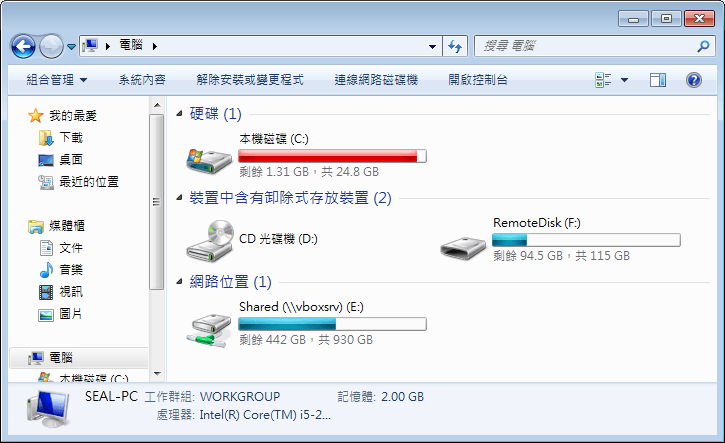 電腦
搜尋 電腦
組合管理 系統內容 解除安裝或變更程式 連線網路磁碟機 開啟控制台
我的最愛
下載
桌面
最近的位置
媒體櫃
文件
音樂
視訊
圖片
電腦
本機磁碟 (C:)
硬碟 (1)
本機磁碟 (C:)
剩餘 1.31 GB，共 24.8 GB
裝置中含有卸除式存放裝置 (2)
CD 光碟機 (D:)
RemoteDisk (F:)
剩餘 94.5 GB，共 115 GB
網路位置 (1)
Shared (\\vboxsrv) (E:)
剩餘 442 GB，共 930 GB
SEAL-PC 工作群組: WORKGROUP 記憶體: 2.00 GB
處理器: Intel(R) Core(TM) i5-2...